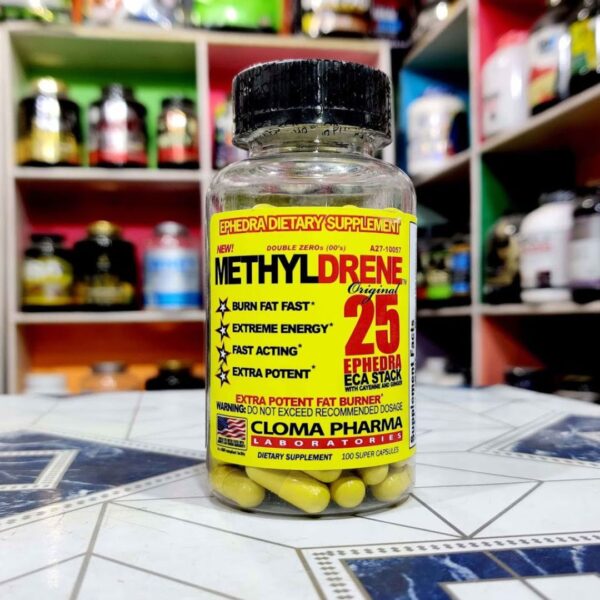 EPHEDRA DIETARY SUPPLEMENT
NEW!
DOUBLE ZEROs (00's)
A27-10057
METHYLDRENE
Original
25
EPHEDRA
ECA STACK
WITH CAYENNE AND GINGER
BURN FAT FAST*
EXTREME ENERGY*
FAST ACTING*
EXTRA POTENT*
EXTRA POTENT FAT BURNER*
WARNING: DO NOT EXCEED RECOMMENDED DOSAGE
CLOMA PHARMA
LABORATORIES
DIETARY SUPPLEMENT 100 SUPER CAPSULES
Supplement Facts